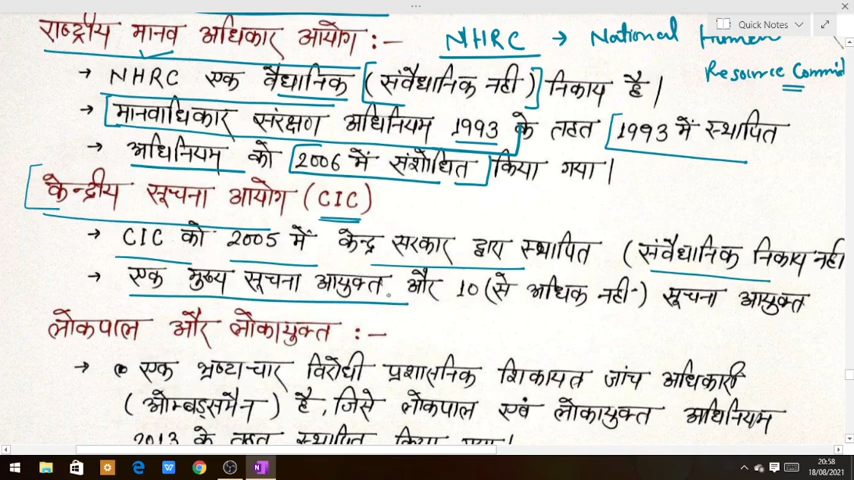 ... Quick Notes
राष्ट्रीय मानव अधिकार आयोग :- NHRC → National Human
Resource Commi
→ NHRC एक वैधानिक (संवैधानिक नही) निकाय है।
→ मानवाधिकार संरक्षण अधिनियम 1993 के तहत 1993 में स्थापित
→ अधिनियम को 2006 में संशोधित किया गया।
केन्द्रीय सूचना आयोग (CIC)
→ CIC को 2005 में केन्द्र सरकार द्वारा स्थापित (संवैधानिक निकाय नही
→ एक मुख्य सूचना आयुक्त और 10 (से अधिक नही) सूचना आयुक्त
लोकपाल और लोकायुक्त :-
→ एक भ्रष्टाचार विरोधी प्रशासनिक शिकायत जांच अधिकारी
(ओम्बड्समैन) है, जिसे लोकपाल एवं लोकायुक्त अधिनियम
2013 के तहत स्थापित किया गया।
20:58
18/08/2021